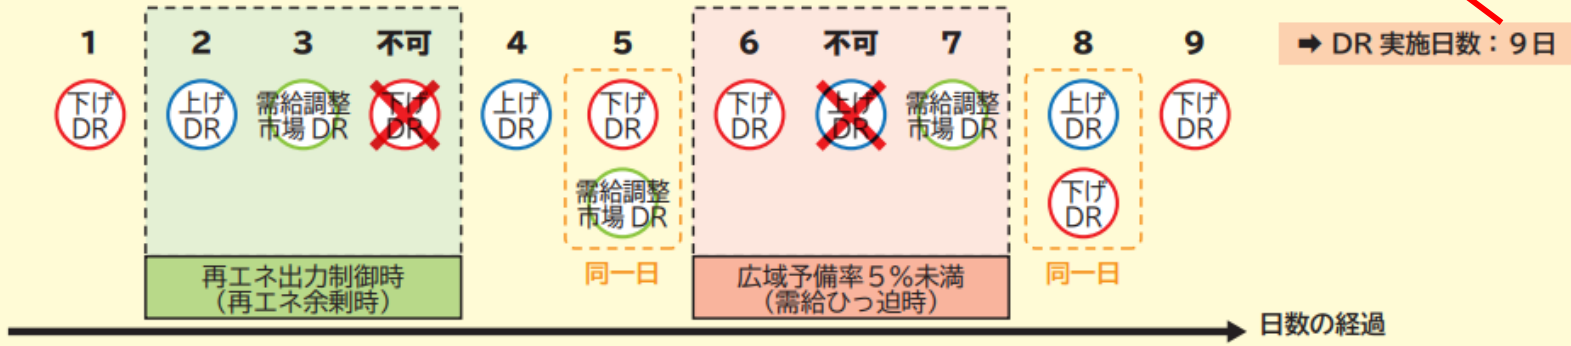 1 2 3 不可 4 5 6 不可 7 8 9
➡ DR 実施日数：9日
下げ
DR
上げ
DR
需給調整
市場 DR
下げ
DR
上げ
DR
下げ
DR
下げ
DR
上げ
DR
需給調整
市場 DR
上げ
DR
下げ
DR
需給調整
市場 DR
下げ
DR
再エネ出力制御時
（再エネ余剰時）
同一日
広域予備率５％未満
（需給ひっ迫時）
同一日
日数の経過